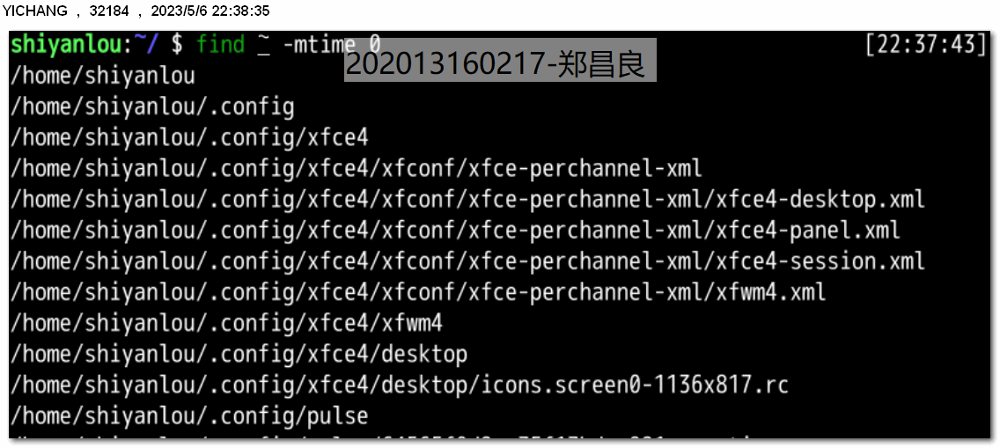 YICHANG , 32184 , 2023/5/6 22:38:35
shiyanlou:~/ $ find ~ -mtime 0 [22:37:43]
202013160217-郑昌良
/home/shiyanlou
/home/shiyanlou/.config
/home/shiyanlou/.config/xfce4
/home/shiyanlou/.config/xfce4/xfconf/xfce-perchannel-xml
/home/shiyanlou/.config/xfce4/xfconf/xfce-perchannel-xml/xfce4-desktop.xml
/home/shiyanlou/.config/xfce4/xfconf/xfce-perchannel-xml/xfce4-panel.xml
/home/shiyanlou/.config/xfce4/xfconf/xfce-perchannel-xml/xfce4-session.xml
/home/shiyanlou/.config/xfce4/xfconf/xfce-perchannel-xml/xfwm4.xml
/home/shiyanlou/.config/xfce4/xfwm4
/home/shiyanlou/.config/xfce4/desktop
/home/shiyanlou/.config/xfce4/desktop/icons.screen0-1136x817.rc
/home/shiyanlou/.config/pulse